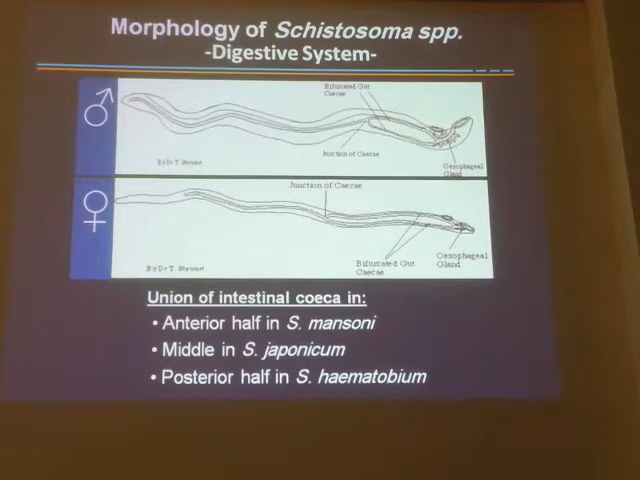 Morphology of Schistosoma spp.
-Digestive System-
Bifurcated Gut
Caecae
Junction of Caecae
Oesophageal
Gland
By Dr T. Stewart
Junction of Caecae
Bifurcated Gut
Caecae
Oesophageal
Gland
By Dr T. Stewart
Union of intestinal coeca in:
• Anterior half in S. mansoni
• Middle in S. japonicum
• Posterior half in S. haematobium